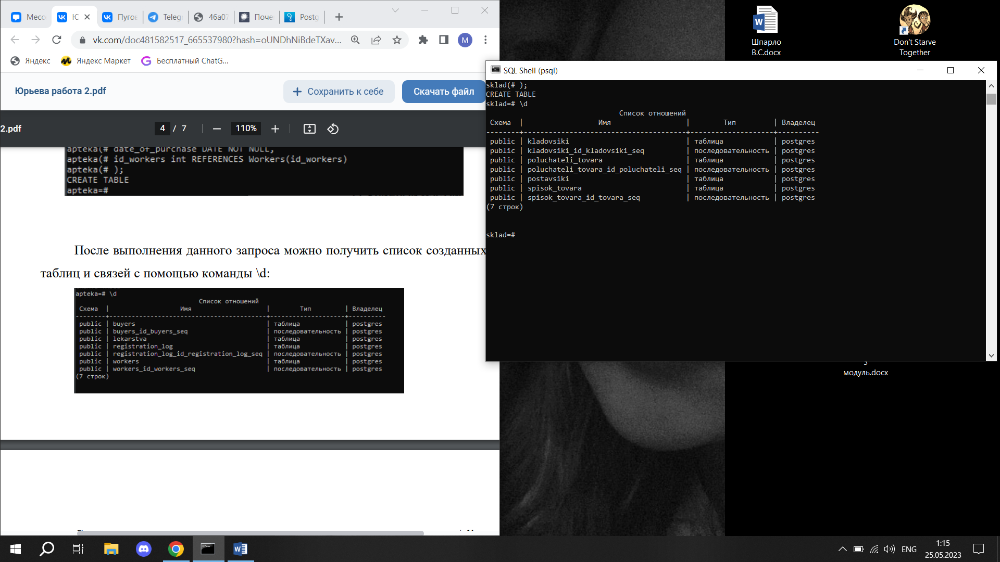 Месс
Ю
Пугов
Telegr
46a07
Поче
Postg
vk.com/doc481582517_665537980?hash=oUNDhNiBdeTXav...
M
Яндекс
Яндекс Маркет
Бесплатный ChatG...
Юрьева работа 2.pdf
Сохранить к себе
Скачать файл
2.pdf
4 / 7
110%
apteka(# date_of_purchase DATE NOT NULL,
apteka(# id_workers int REFERENCES Workers(id_workers)
apteka(# );
CREATE TABLE
apteka=#
После выполнения данного запроса можно получить список созданных
таблиц и связей с помощью команды \d:
apteka=# \d
Список отношений
Схема | Имя | Тип | Владелец
--------+------------------------------------------+--------------------+----------
public | buyers | таблица | postgres
public | buyers_id_buyers_seq | последовательность | postgres
public | lekarstva | таблица | postgres
public | registration_log | таблица | postgres
public | registration_log_id_registration_log_seq | последовательность | postgres
public | workers | таблица | postgres
public | workers_id_workers_seq | последовательность | postgres
(7 строк)
Шпарло
В.С.docx
Don't Starve
Together
SQL Shell (psql)
sklad(# );
CREATE TABLE
sklad=# \d
Список отношений
Схема | Имя | Тип | Владелец
--------+---------------------------------------+--------------------+----------
public | kladovsiki | таблица | postgres
public | kladovsiki_id_kladovsiki_seq | последовательность | postgres
public | poluchateli_tovara | таблица | postgres
public | poluchateli_tovara_id_poluchateli_seq | последовательность | postgres
public | postavsiki | таблица | postgres
public | spisok_tovara | таблица | postgres
public | spisok_tovara_id_tovara_seq | последовательность | postgres
(7 строк)
sklad=#
3
модуль.docx
ENG
1:15
25.05.2023